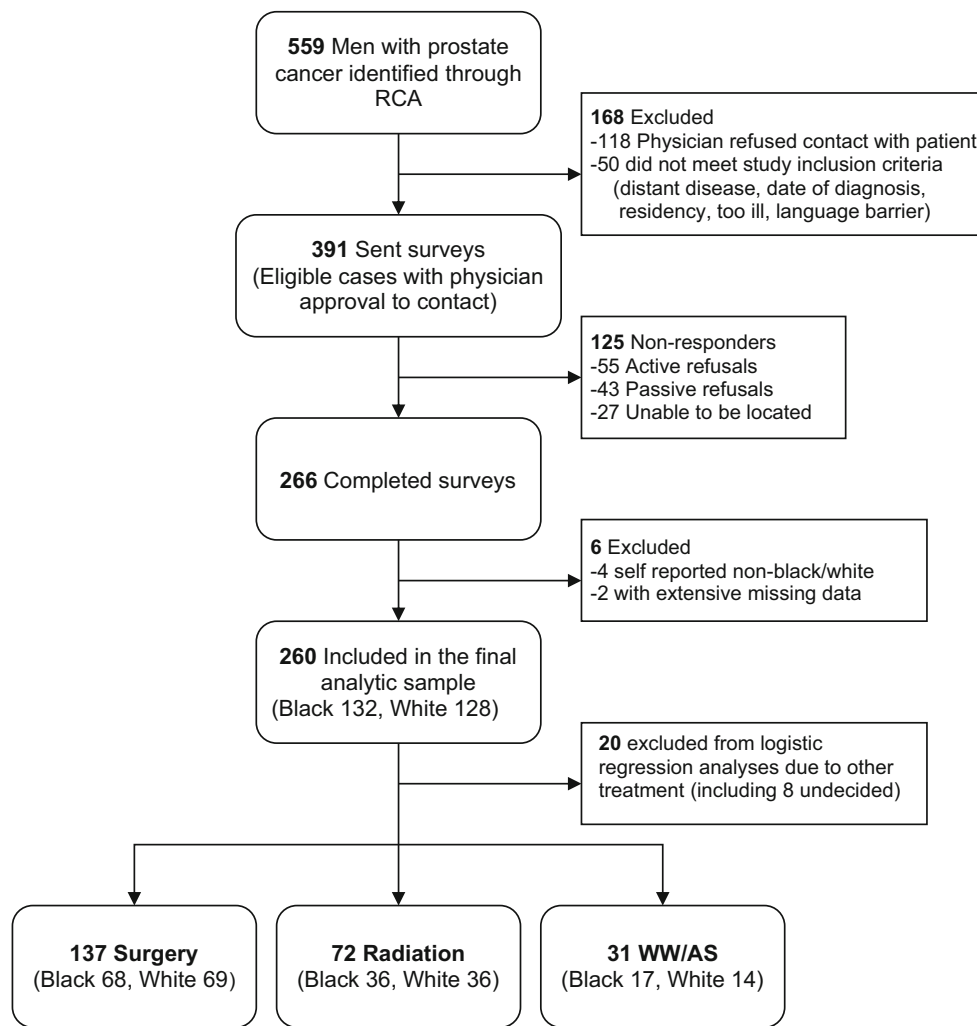 559 Men with prostate
cancer identified through
RCA
168 Excluded
-118 Physician refused contact with patient
-50 did not meet study inclusion criteria
(distant disease, date of diagnosis,
residency, too ill, language barrier)
391 Sent surveys
(Eligible cases with physician
approval to contact)
125 Non-responders
-55 Active refusals
-43 Passive refusals
-27 Unable to be located
266 Completed surveys
6 Excluded
-4 self reported non-black/white
-2 with extensive missing data
260 Included in the final
analytic sample
(Black 132, White 128)
20 excluded from logistic
regression analyses due to other
treatment (including 8 undecided)
137 Surgery
(Black 68, White 69)
72 Radiation
(Black 36, White 36)
31 WW/AS
(Black 17, White 14)